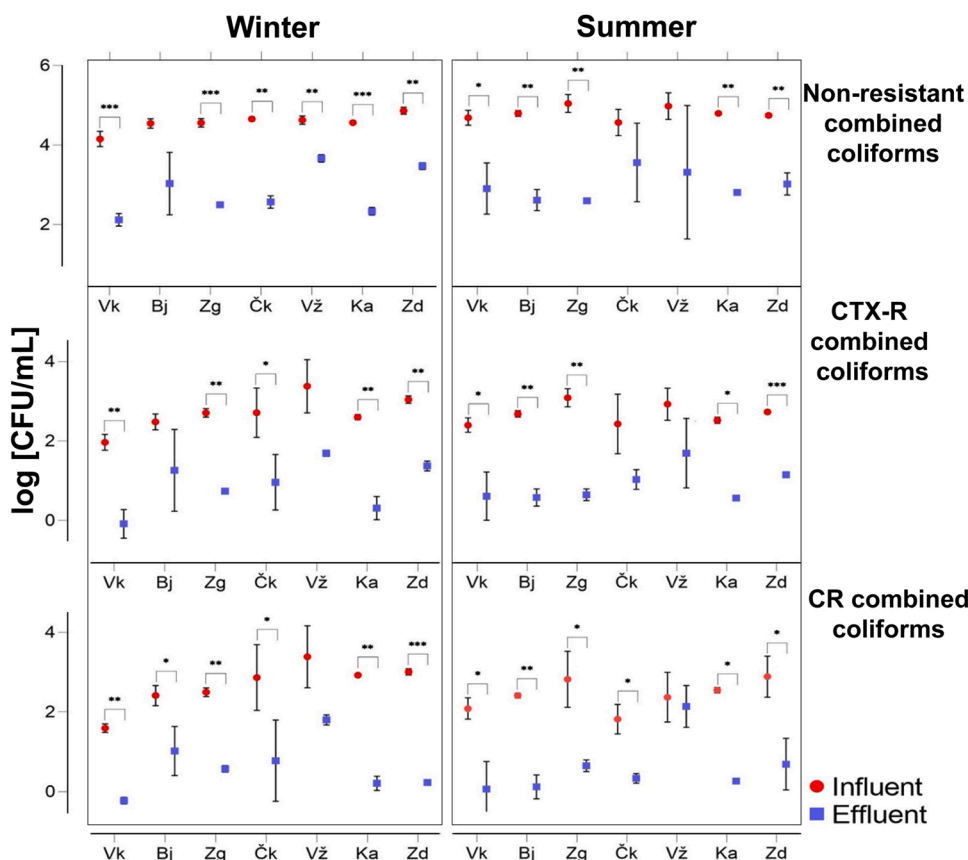 Winter Summer
6
4
2
*** *** ** ** *** **
* ** ** ** **
Non-resistant
combined
coliforms
Vk Bj Zg Čk Vž Ka Zd
Vk Bj Zg Čk Vž Ka Zd
CTX-R
combined
coliforms
log [CFU/mL]
4
2
0
** ** * ** **
* ** ** * ***
Vk Bj Zg Čk Vž Ka Zd
Vk Bj Zg Čk Vž Ka Zd
CR combined
coliforms
4
2
0
** * ** * ** ***
* ** * * * *
Influent
Effluent
Vk Bj Zg Čk Vž Ka Zd
Vk Bj Zg Čk Vž Ka Zd